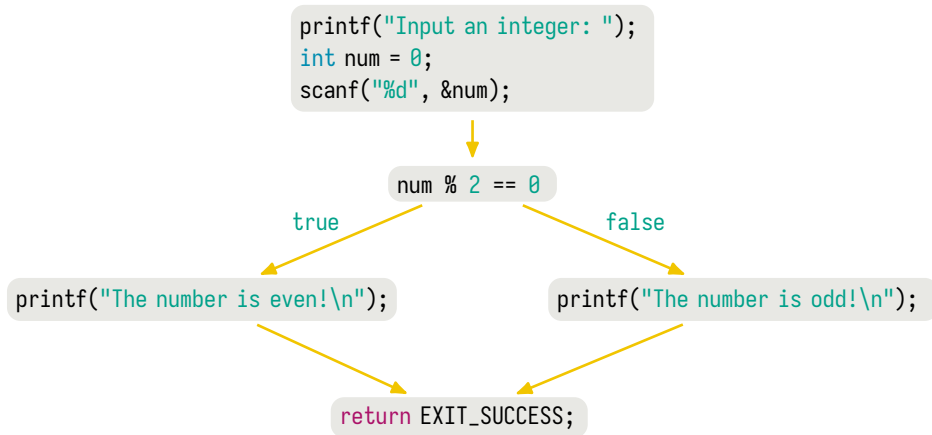 printf("Input an integer: ");
int num = 0;
scanf("%d", &num);
num % 2 == 0
true
false
printf("The number is even!\n");
printf("The number is odd!\n");
return EXIT_SUCCESS;